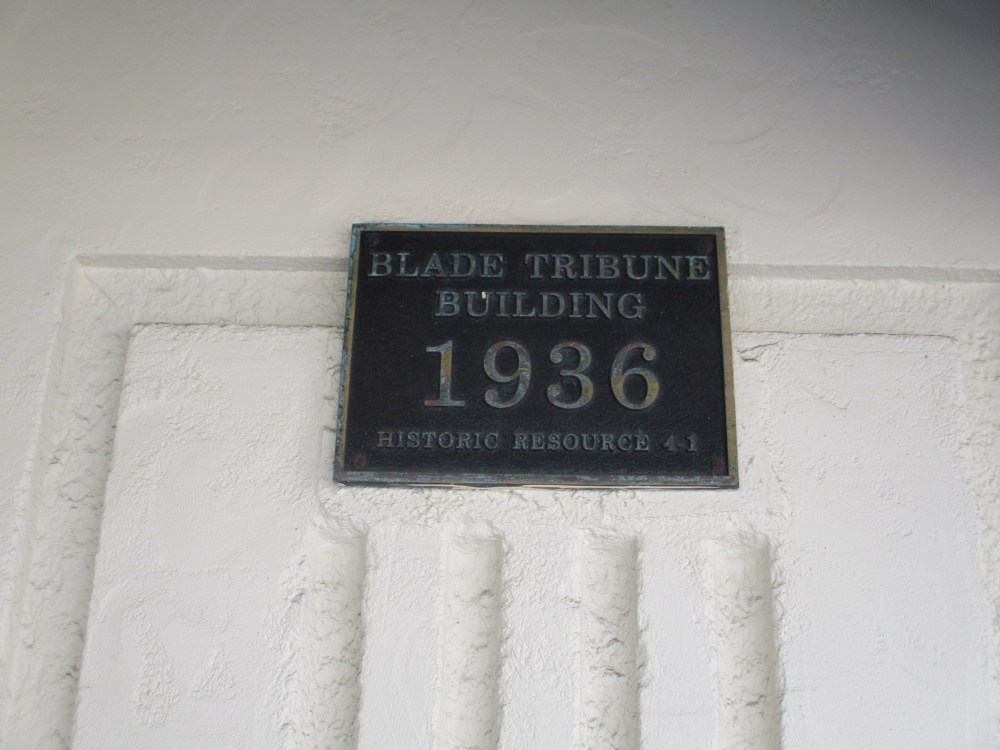 BLADE TRIBUNE
BUILDING
1936
HISTORIC RESOURCE 4-1